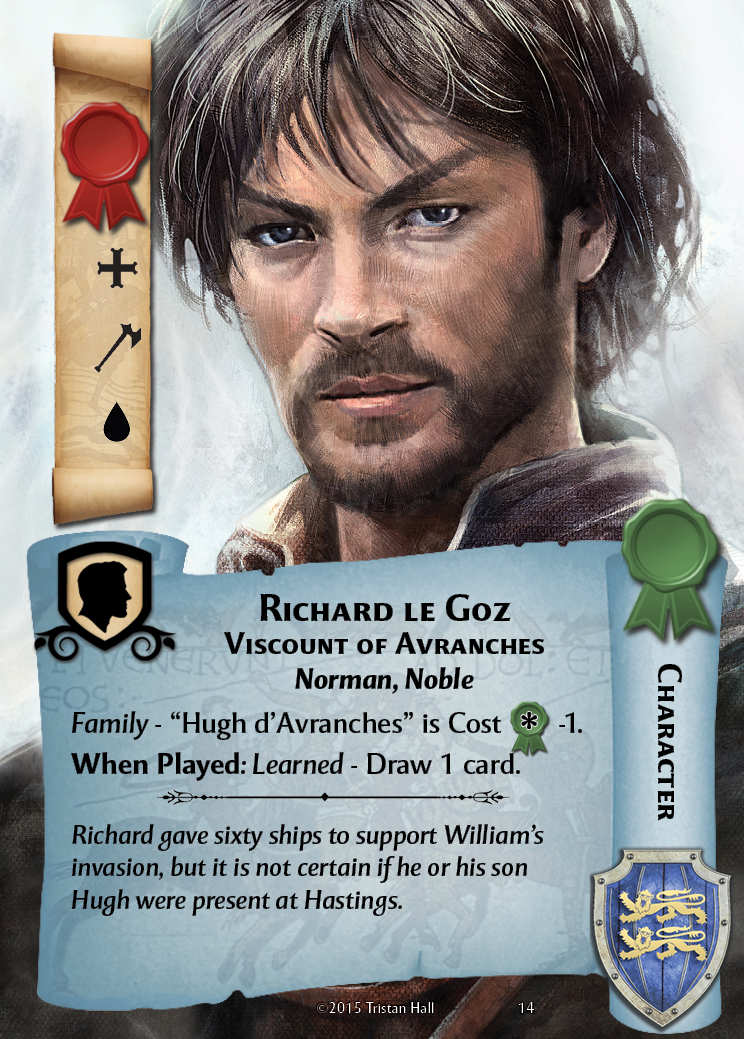 Richard le Goz
Viscount of Avranches
Norman, Noble
Family - “Hugh d’Avranches” is Cost * -1.
When Played: Learned - Draw 1 card.
Richard gave sixty ships to support William’s
invasion, but it is not certain if he or his son
Hugh were present at Hastings.
Character
©2015 Tristan Hall
14